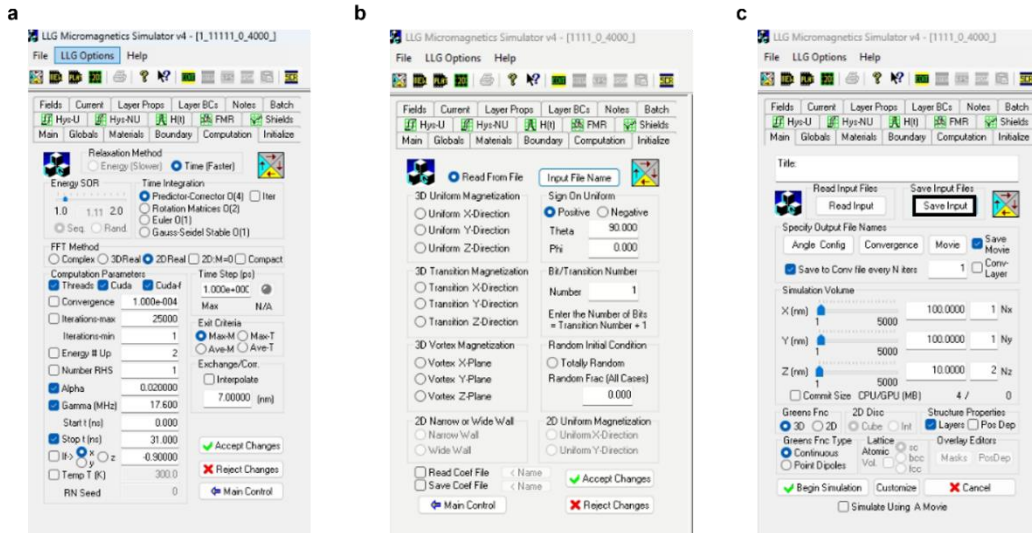 a
LLG Micromagnetics Simulator v4 - [1_11111_0_4000_]
File LLG Options Help
Fields Current Layer Props Layer BCs Notes Batch
Hys-U Hys-NU H(t) FMR Shields
Main Globals Materials Boundary Computation Initialize
Relaxation Method
Energy (Slower) Time (Faster)
Energy SOR
1.0 1.11 2.0
Seq. Rand.
Time Integration
Predictor-Corrector O(4) Iter
Rotation Matrices O(2)
Euler O(1)
Gauss-Seidel Stable O(1)
FFT Method
Complex 3DReal 2DReal 2D:M=0 Compact
Computation Parameters
Threads Cuda Cuda-f
Convergence 1.000e-004
Iterations-max 25000
Iterations-min 1
Energy # Up 2
Number RHS 1
Alpha 0.020000
Gamma (MHz) 17.600
Start t (ns) 0.000
Stop t (ns) 31.000
If-> x y z -0.90000
Temp T (K) 300.0
RN Seed 0
Time Step (ps)
1.000e+000
Max N/A
Exit Criteria
Max-M Max-T
Ave-M Ave-T
Exchange/Corr.
Interpolate
7.00000 (nm)
Accept Changes
Reject Changes
Main Control
b
LLG Micromagnetics Simulator v4 - [1111_0_4000_]
File LLG Options Help
Fields Current Layer Props Layer BCs Notes Batch
Hys-U Hys-NU H(t) FMR Shields
Main Globals Materials Boundary Computation Initialize
Read From File Input File Name
3D Uniform Magnetization
Uniform X-Direction
Uniform Y-Direction
Uniform Z-Direction
Sign On Uniform
Positive Negative
Theta 90.000
Phi 0.000
3D Transition Magnetization
Transition X-Direction
Transition Y-Direction
Transition Z-Direction
Bit/Transition Number
Number 1
Enter the Number of Bits
= Transition Number + 1
3D Vortex Magnetization
Vortex X-Plane
Vortex Y-Plane
Vortex Z-Plane
Random Initial Condition
Totally Random
Random Frac (All Cases)
0.000
2D Narrow or Wide Wall
Narrow Wall
Wide Wall
2D Uniform Magnetization
Uniform X-Direction
Uniform Y-Direction
Read Coef File < Name
Save Coef File < Name
Accept Changes
Main Control
Reject Changes
c
LLG Micromagnetics Simulator v4 - [1111_0_4000_]
File LLG Options Help
Fields Current Layer Props Layer BCs Notes Batch
Hys-U Hys-NU H(t) FMR Shields
Main Globals Materials Boundary Computation Initialize
Title:
Read Input Files
Read Input
Save Input Files
Save Input
Specify Output File Names
Angle Config Convergence Movie Save Movie
Save to Conv file every N iters 1 Conv-Layer
Simulation Volume
X (nm) 1 5000 100.0000 1 Nx
Y (nm) 1 5000 100.0000 1 Ny
Z (nm) 1 5000 10.0000 2 Nz
Commit Size CPU/GPU (MB) 4 / 0
Greens Fnc
3D 2D
2D Disc
Cube Int
Structure Properties
Layers Pos Dep
Greens Fnc Type
Continuous
Point Dipoles
Lattice
Atomic
Vol.
sc
bcc
fcc
Overlay Editors
Masks PosDep
Begin Simulation Customize Cancel
Simulate Using A Movie